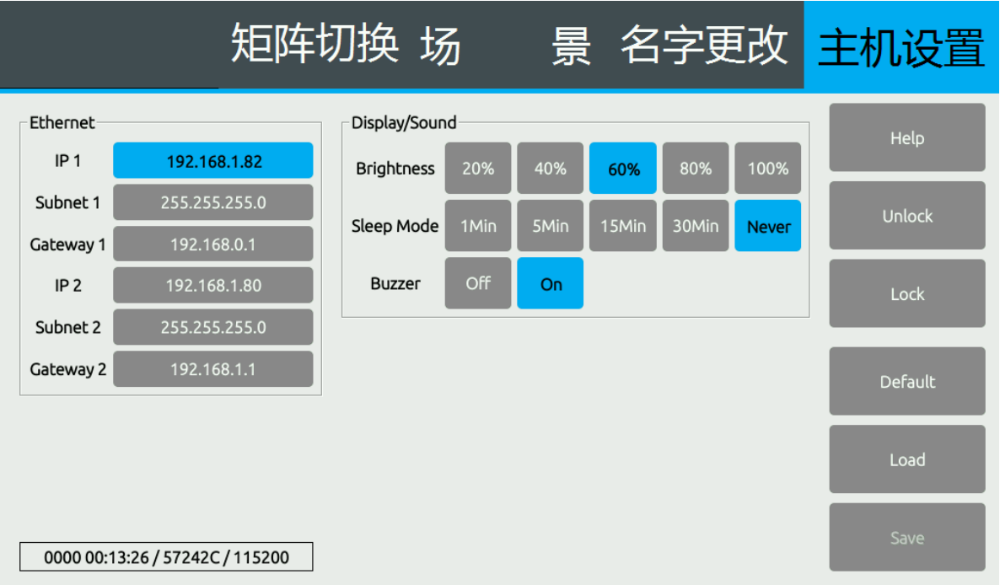 矩阵切换 场 景 名字更改 主机设置
Ethernet
IP 1 192.168.1.82
Subnet 1 255.255.255.0
Gateway 1 192.168.0.1
IP 2 192.168.1.80
Subnet 2 255.255.255.0
Gateway 2 192.168.1.1
Display/Sound
Brightness 20% 40% 60% 80% 100%
Sleep Mode 1Min 5Min 15Min 30Min Never
Buzzer Off On
Help
Unlock
Lock
Default
Load
Save
0000 00:13:26 / 57242C / 115200